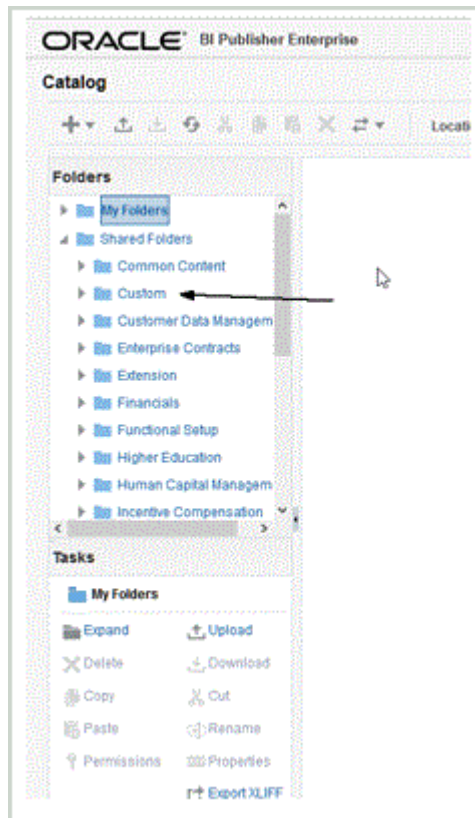 ORACLE BI Publisher Enterprise
Catalog
Locati
Folders
My Folders
Shared Folders
Common Content
Custom
Customer Data Managem
Enterprise Contracts
Extension
Financials
Functional Setup
Higher Education
Human Capital Managem
Incentive Compensation
Tasks
My Folders
Expand Upload
Delete Download
Copy Cut
Paste Rename
Permissions Properties
Export XLIFF